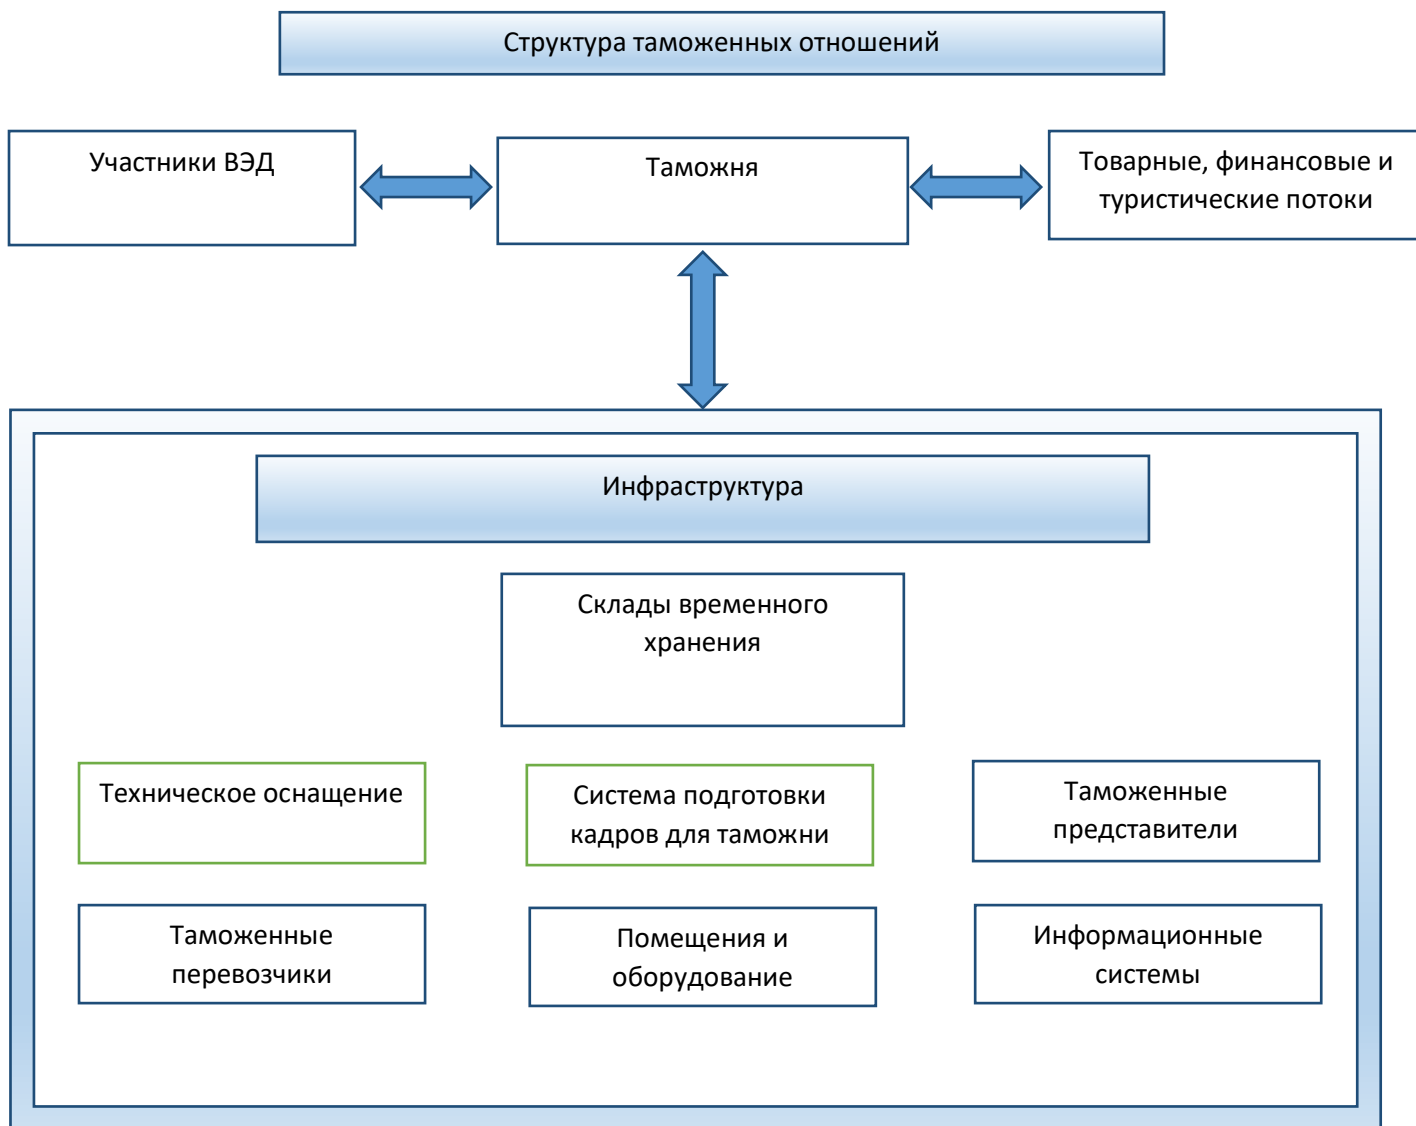 Структура таможенных отношений
Участники ВЭД
Таможня
Товарные, финансовые и
туристические потоки
Инфраструктура
Склады временного
хранения
Техническое оснащение
Система подготовки
кадров для таможни
Таможенные
представители
Таможенные
перевозчики
Помещения и
оборудование
Информационные
системы